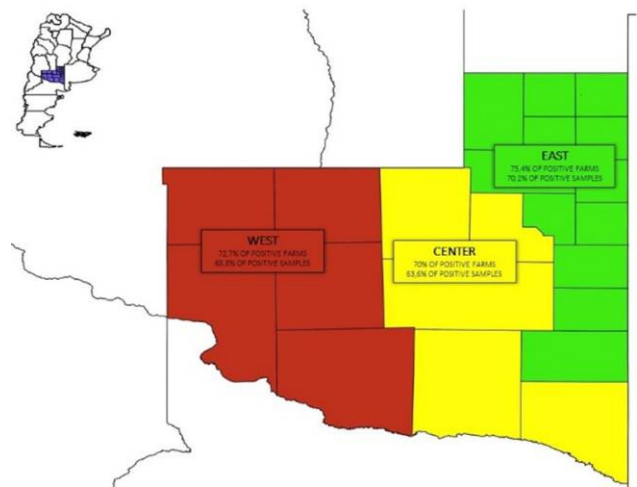 EAST
75,4% OF POSITIVE FARMS
70.2% OF POSITIVE SAMPLES
WEST
72,7% OF POSITIVE FARMS
68,8% OF POSITIVE SAMPLES
CENTER
70% OF POSITIVE FARMS
63,6% OF POSITIVE SAMPLES